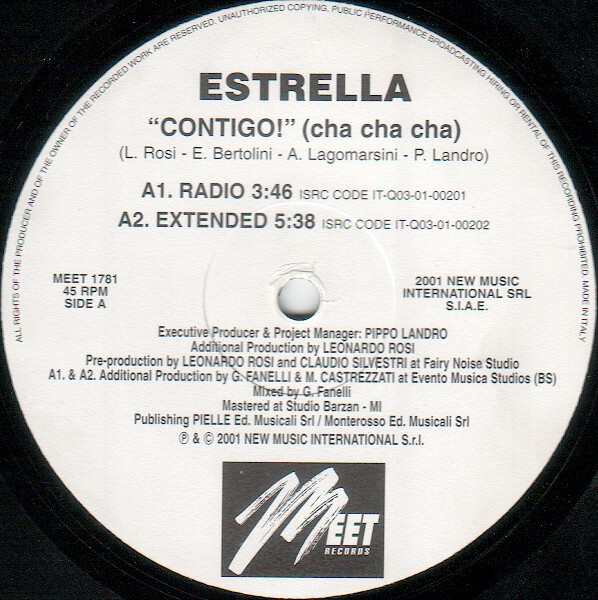 ALL RIGHTS OF THE PRODUCER AND OF THE OWNER OF THE RECORDED WORK ARE RESERVED. UNAUTHORIZED COPYING, PUBLIC PERFORMANCE BROADCASTING HIRING OR RENTAL OF THIS RECORDING PROHIBITED. MADE IN ITALY
ESTRELLA
“CONTIGO!” (cha cha cha)
(L. Rosi - E. Bertolini - A. Lagomarsini - P. Landro)
A1. RADIO 3:46 ISRC CODE IT-Q03-01-00201
A2. EXTENDED 5:38 ISRC CODE IT-Q03-01-00202
MEET 1781
45 RPM
SIDE A
2001 NEW MUSIC
INTERNATIONAL SRL
S.I.A.E.
Executive Producer & Project Manager: PIPPO LANDRO
Additional Production by LEONARDO ROSI
Pre-production by LEONARDO ROSI and CLAUDIO SILVESTRI at Fairy Noise Studio
A1. & A2. Additional Production by G. FANELLI & M. CASTREZZATI at Evento Musica Studios (BS)
Mixed by G. Fanelli
Mastered at Studio Barzan - MI
Publishing PIELLE Ed. Musicali Srl / Monterosso Ed. Musicali Srl
℗ & © 2001 NEW MUSIC INTERNATIONAL S.r.l.
MEET
RECORDS